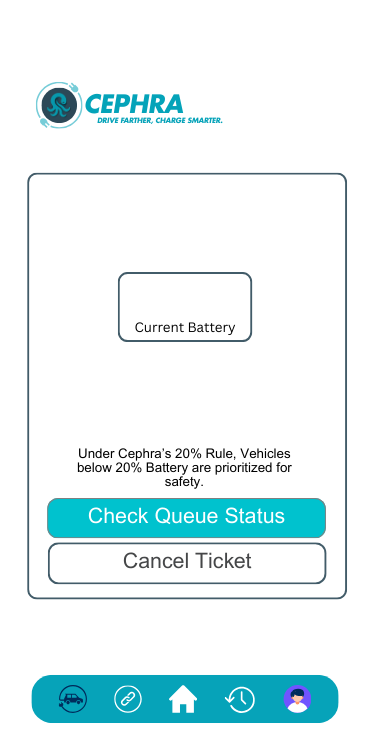 CEPHRA
DRIVE FARTHER, CHARGE SMARTER.
Current Battery
Under Cephra's 20% Rule, Vehicles
below 20% Battery are prioritized for
safety.
Check Queue Status
Cancel Ticket